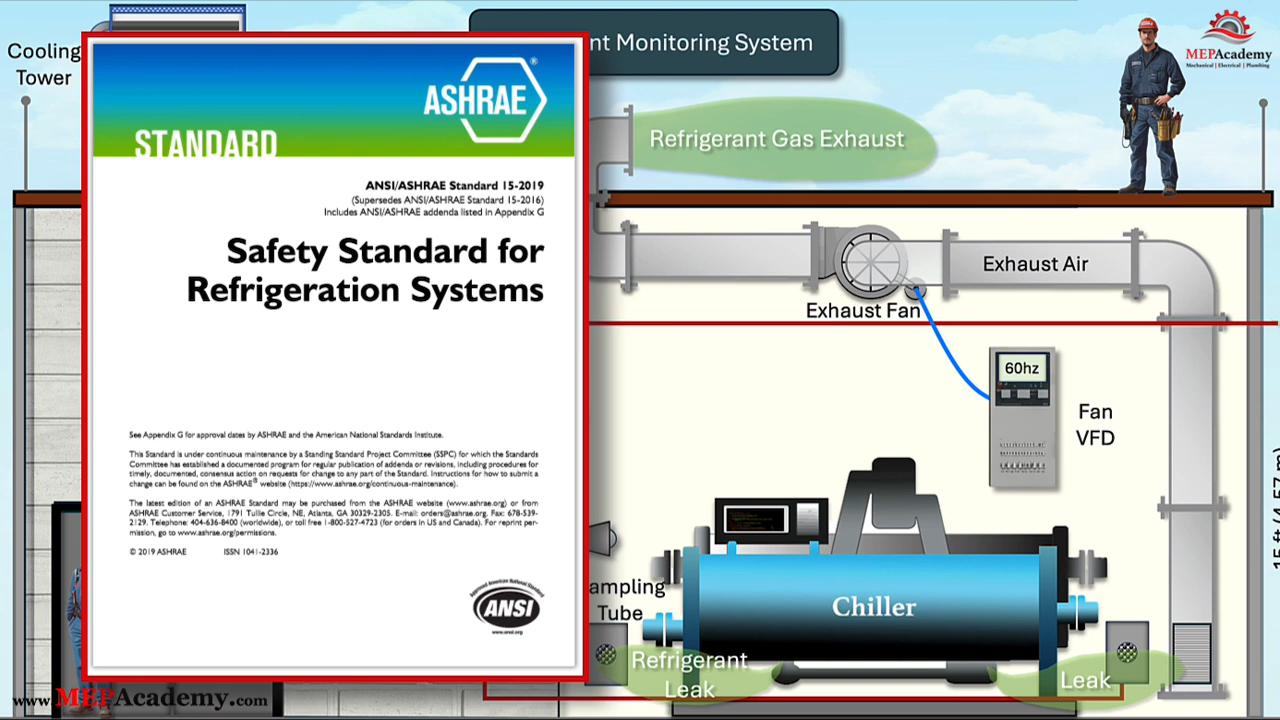 Cooling
Tower
nt Monitoring System
MEPAcademy
Mechanical | Electrical | Plumbing
ASHRAE®
STANDARD
Refrigerant Gas Exhaust
ANSI/ASHRAE Standard 15-2019
(Supersedes ANSI/ASHRAE Standard 15-2016)
Includes ANSI/ASHRAE addenda listed in Appendix G
Safety Standard for
Refrigeration Systems
Exhaust Air
Exhaust Fan
60hz
Fan
VFD
See Appendix G for approval dates by ASHRAE and the American National Standards Institute.
This Standard is under continuous maintenance by a Standing Standard Project Committee (SSPC) for which the Standards
Committee has established a documented program for regular publication of addenda or revisions, including procedures for
timely, documented, consensus action on requests for change to any part of the Standard. Instructions for how to submit a
change can be found on the ASHRAE® website (https://www.ashrae.org/continuous-maintenance).
The latest edition of an ASHRAE Standard may be purchased from the ASHRAE website (www.ashrae.org) or from
ASHRAE Customer Service, 1791 Tullie Circle, NE, Atlanta, GA 30329-2305. E-mail: orders@ashrae.org. Fax: 678-539-
2129. Telephone: 404-636-8400 (worldwide), or toll free 1-800-527-4723 (for orders in US and Canada). For reprint per-
mission, go to www.ashrae.org/permissions.
© 2019 ASHRAE ISSN 1041-2336
Approved American National Standard
ANSI
www.ansi.org
ampling
Tube
Chiller
Refrigerant
Leak
Leak
www.MEPAcademy.com